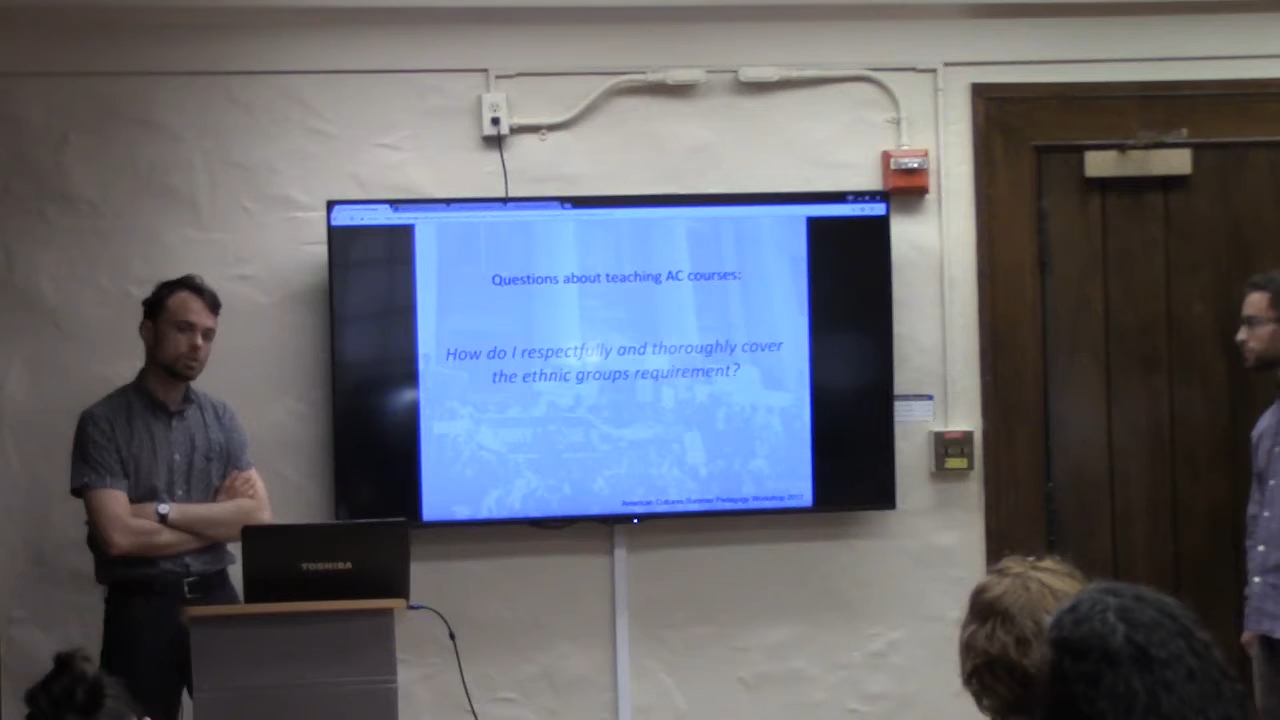 Questions about teaching AC courses:
How do I respectfully and thoroughly cover
the ethnic groups requirement?
American Cultures Summer Pedagogy Workshop 2017
TOSHIBA